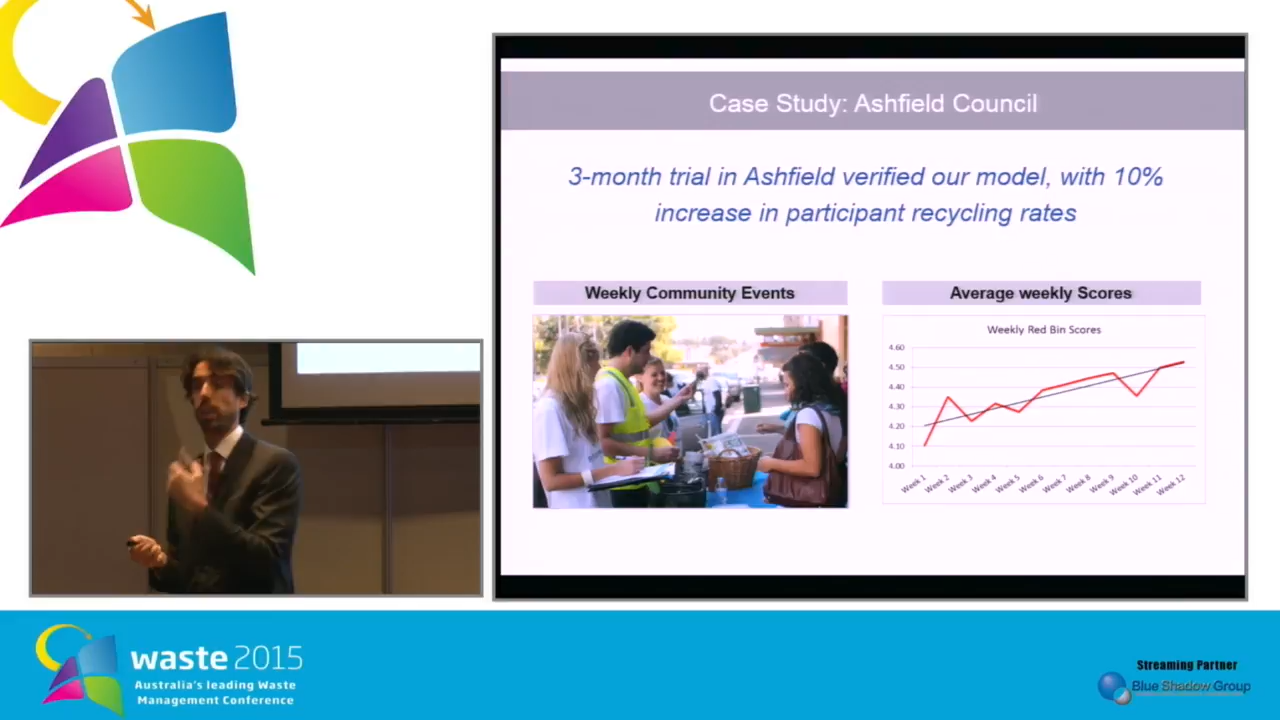 Case Study: Ashfield Council
3-month trial in Ashfield verified our model, with 10%
increase in participant recycling rates
Weekly Community Events
Average weekly Scores
Weekly Red Bin Scores
4.60
4.50
4.40
4.30
4.20
4.10
4.00
Week 1
Week 2
Week 3
Week 4
Week 5
Week 6
Week 7
Week 8
Week 9
Week 10
Week 11
Week 12
waste 2015
Australia's leading Waste
Management Conference
Streaming Partner
Blue Shadow Group